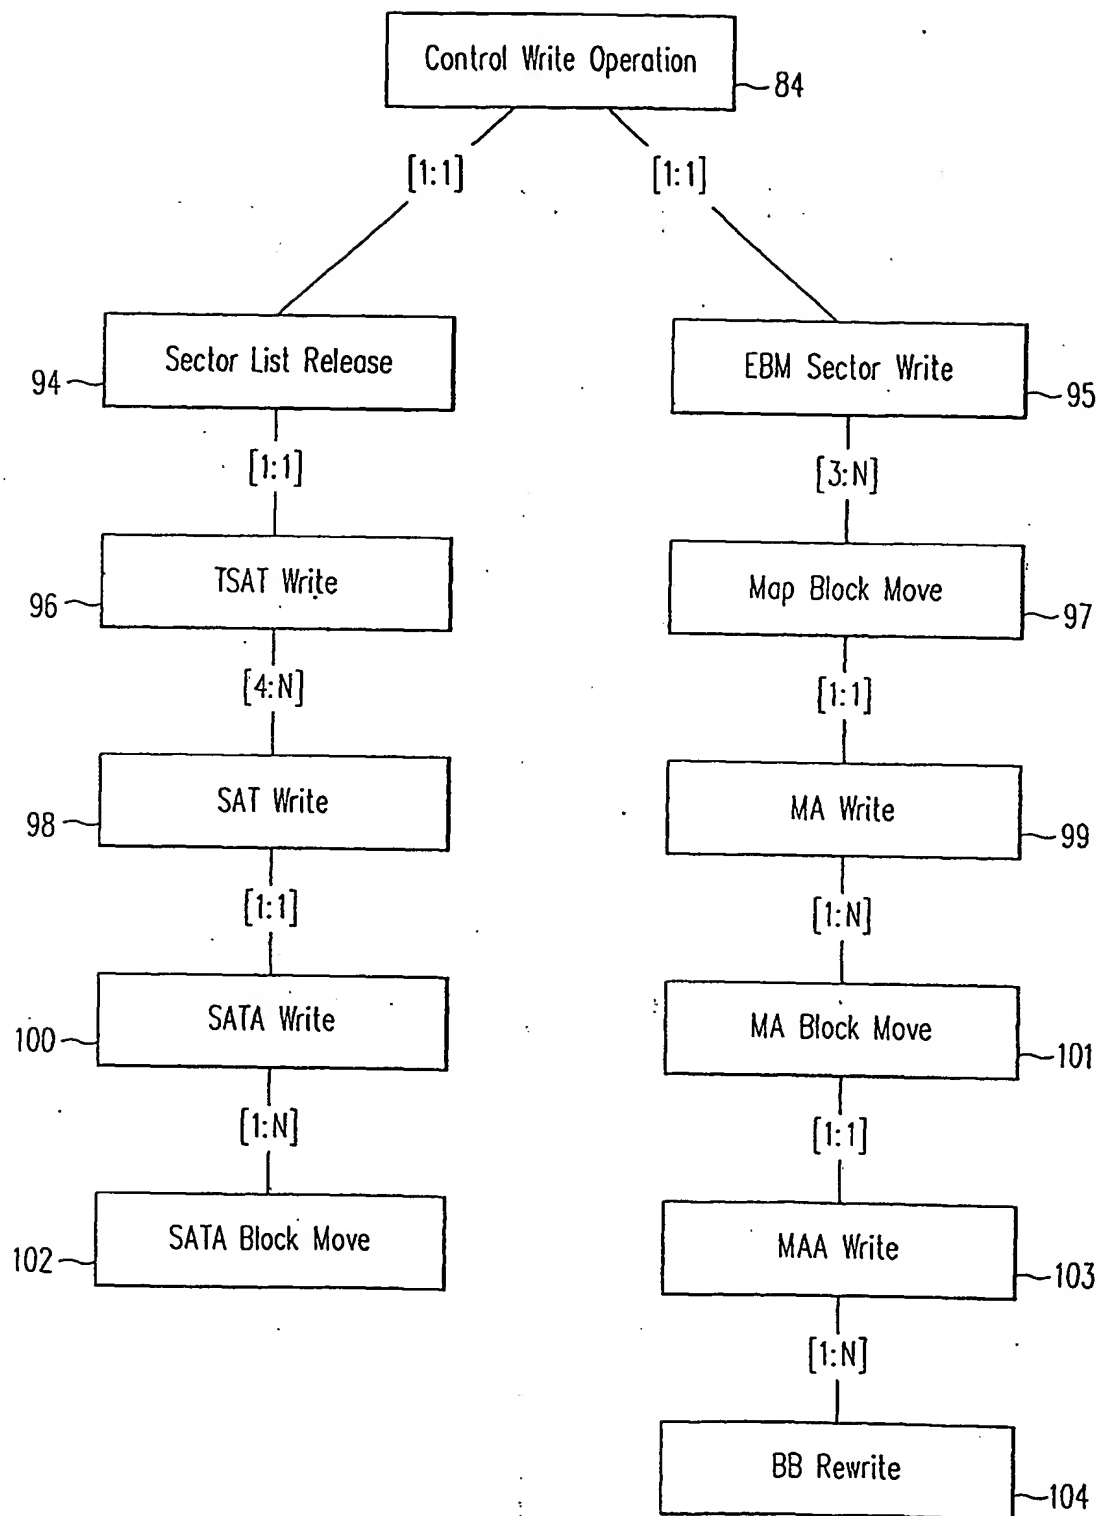 Control Write Operation
84
[1:1]
[1:1]
Sector List Release
94
EBM Sector Write
95
[1:1]
[3:N]
TSAT Write
96
Map Block Move
97
[4:N]
[1:1]
SAT Write
98
MA Write
99
[1:1]
[1:N]
SATA Write
100
MA Block Move
101
[1:N]
[1:1]
SATA Block Move
102
MAA Write
103
[1:N]
BB Rewrite
104